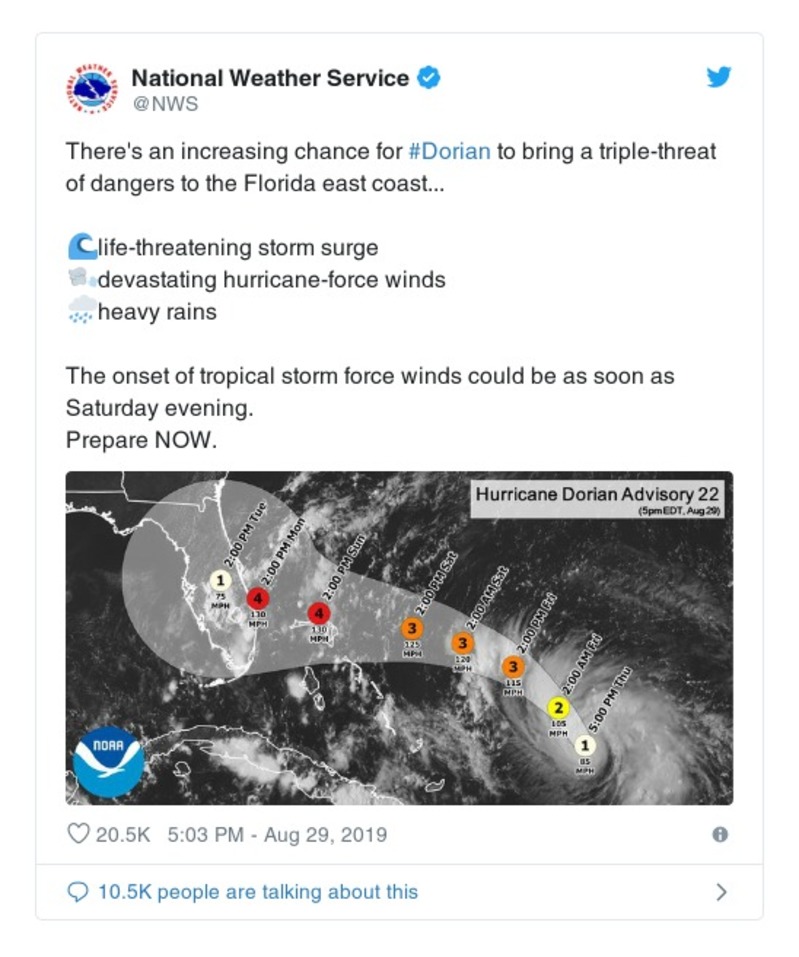 National Weather Service
@NWS
There's an increasing chance for #Dorian to bring a triple-threat
of dangers to the Florida east coast...
life-threatening storm surge
devastating hurricane-force winds
heavy rains
The onset of tropical storm force winds could be as soon as
Saturday evening.
Prepare NOW.
Hurricane Dorian Advisory 22
(5pm EDT, Aug 29)
2:00 PM Tue
1
75
MPH
2:00 PM Mon
4
130
MPH
2:00 PM Sun
4
130
MPH
2:00 PM Sat
3
125
MPH
2:00 AM Sat
3
120
MPH
2:00 PM Fri
3
115
MPH
2:00 AM Fri
2
105
MPH
5:00 PM Thu
1
85
MPH
NOAA
20.5K 5:03 PM - Aug 29, 2019
10.5K people are talking about this